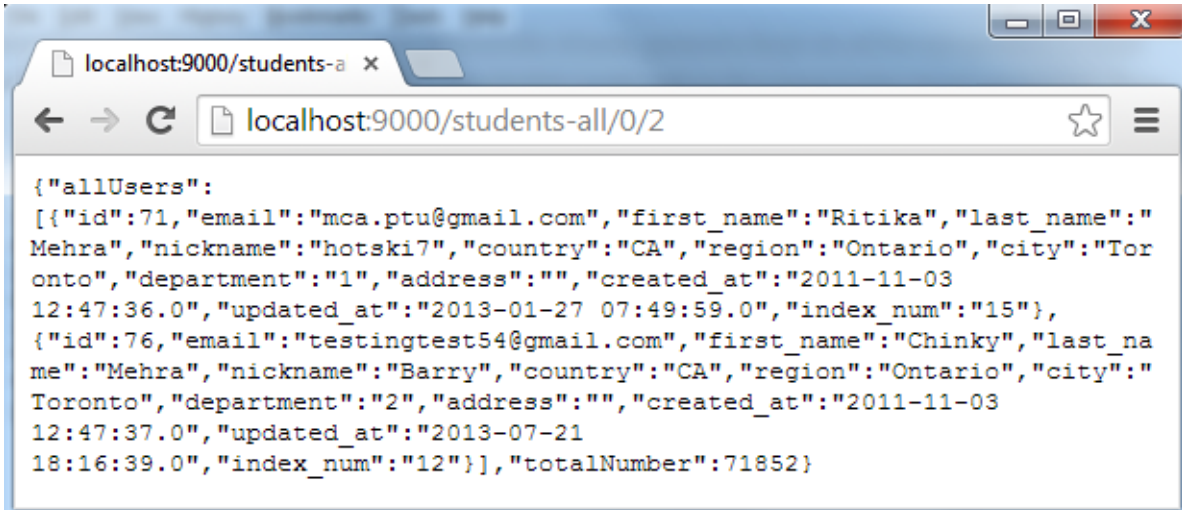 localhost:9000/students-a
localhost:9000/students-all/0/2
{"allUsers":
[{"id":71,"email":"mca.ptu@gmail.com","first_name":"Ritika","last_name":"
Mehra","nickname":"hotski7","country":"CA","region":"Ontario","city":"Tor
onto","department":"1","address":"","created_at":"2011-11-03
12:47:36.0","updated_at":"2013-01-27 07:49:59.0","index_num":"15"},
{"id":76,"email":"testingtest54@gmail.com","first_name":"Chinky","last_na
me":"Mehra","nickname":"Barry","country":"CA","region":"Ontario","city":"
Toronto","department":"2","address":"","created_at":"2011-11-03
12:47:37.0","updated_at":"2013-07-21
18:16:39.0","index_num":"12"}],"totalNumber":71852}